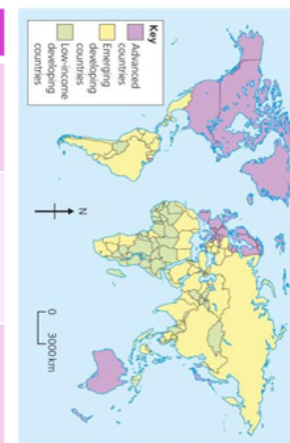 Key
Advanced
countries
Emerging
developing
countries
Low-income
developing
countries
N
0 3000 km